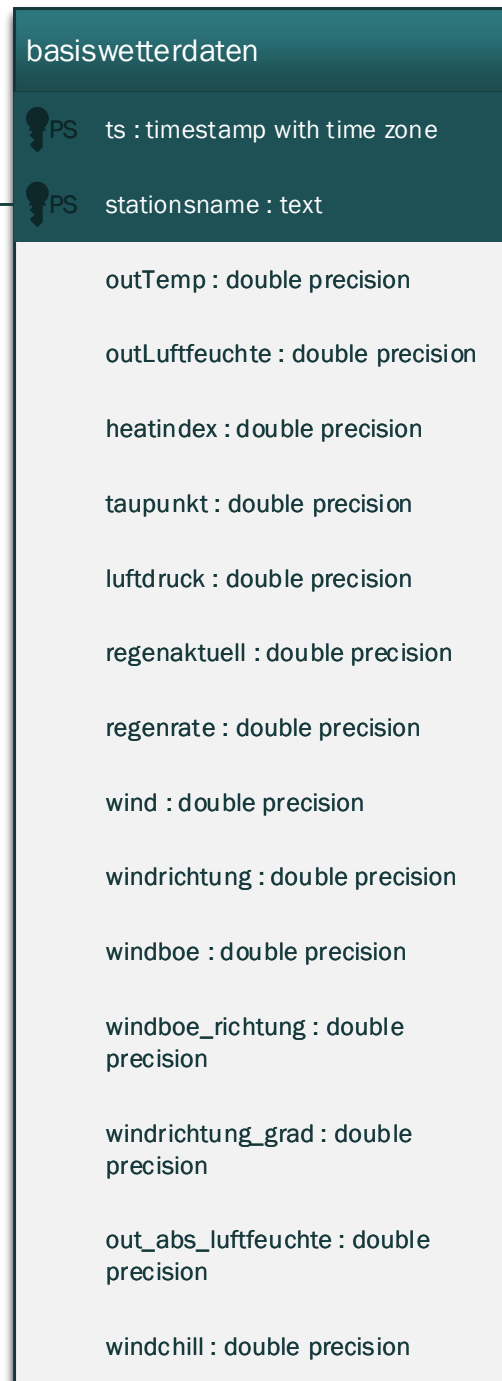 basiswetterdaten
PS ts : timestamp with time zone
PS stationsname : text
outTemp : double precision
outLuftfeuchte : double precision
heatindex : double precision
taupunkt : double precision
luftdruck : double precision
regenaktuell : double precision
regenrate : double precision
wind : double precision
windrichtung : double precision
windboe : double precision
windboe_richtung : double
precision
windrichtung_grad : double
precision
out_abs_luftfeuchte : double
precision
windchill : double precision